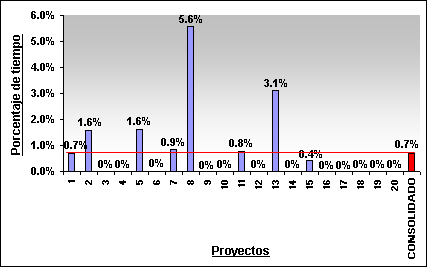 6.0%
5.0%
4.0%
3.0%
2.0%
1.0%
0.0%
Porcentaje de tiempo
0.7% 1.6% 0% 0% 1.6% 0% 0.9% 5.6% 0% 0% 0.8% 0% 3.1% 0% 0.4% 0% 0% 0% 0% 0% 0.7%
1 2 3 4 5 6 7 8 9 10 11 12 13 14 15 16 17 18 19 20 CONSOLIDADO
Proyectos